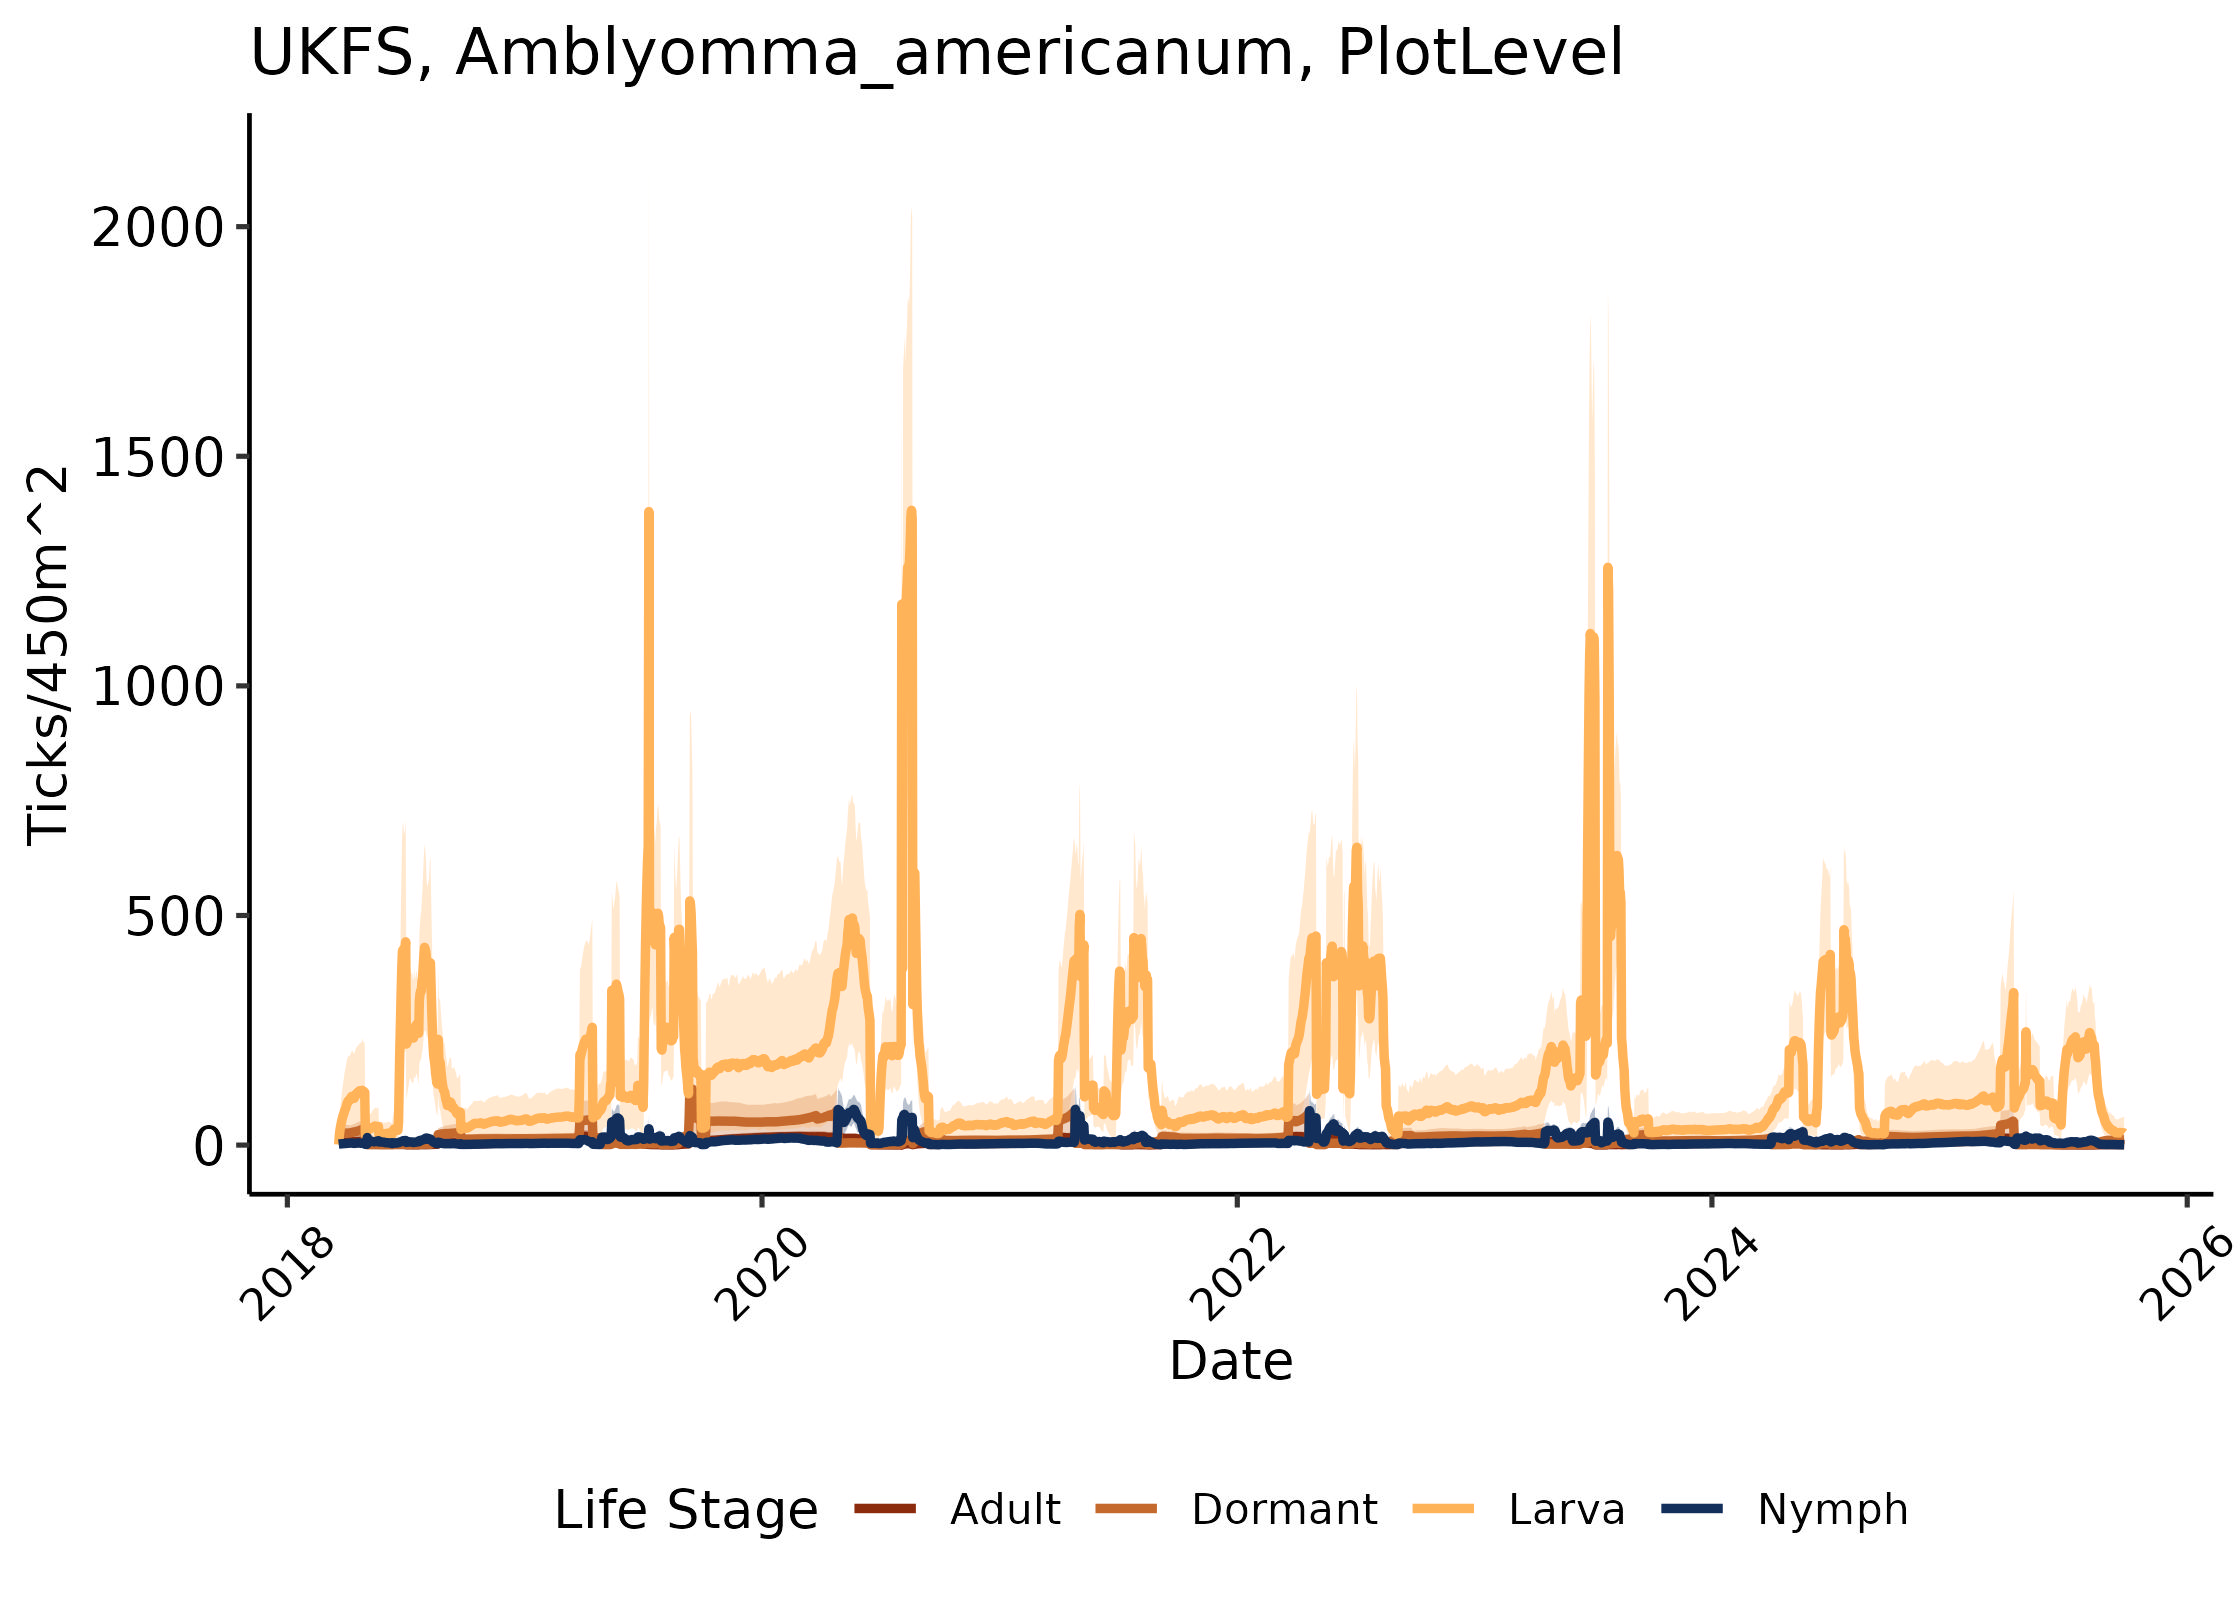 UKFS, Amblyomma_americanum, PlotLevel
Ticks/450m^2
2000
1500
1000
500
0
2018
2020
2022
2024
2026
Date
Life Stage Adult Dormant Larva Nymph